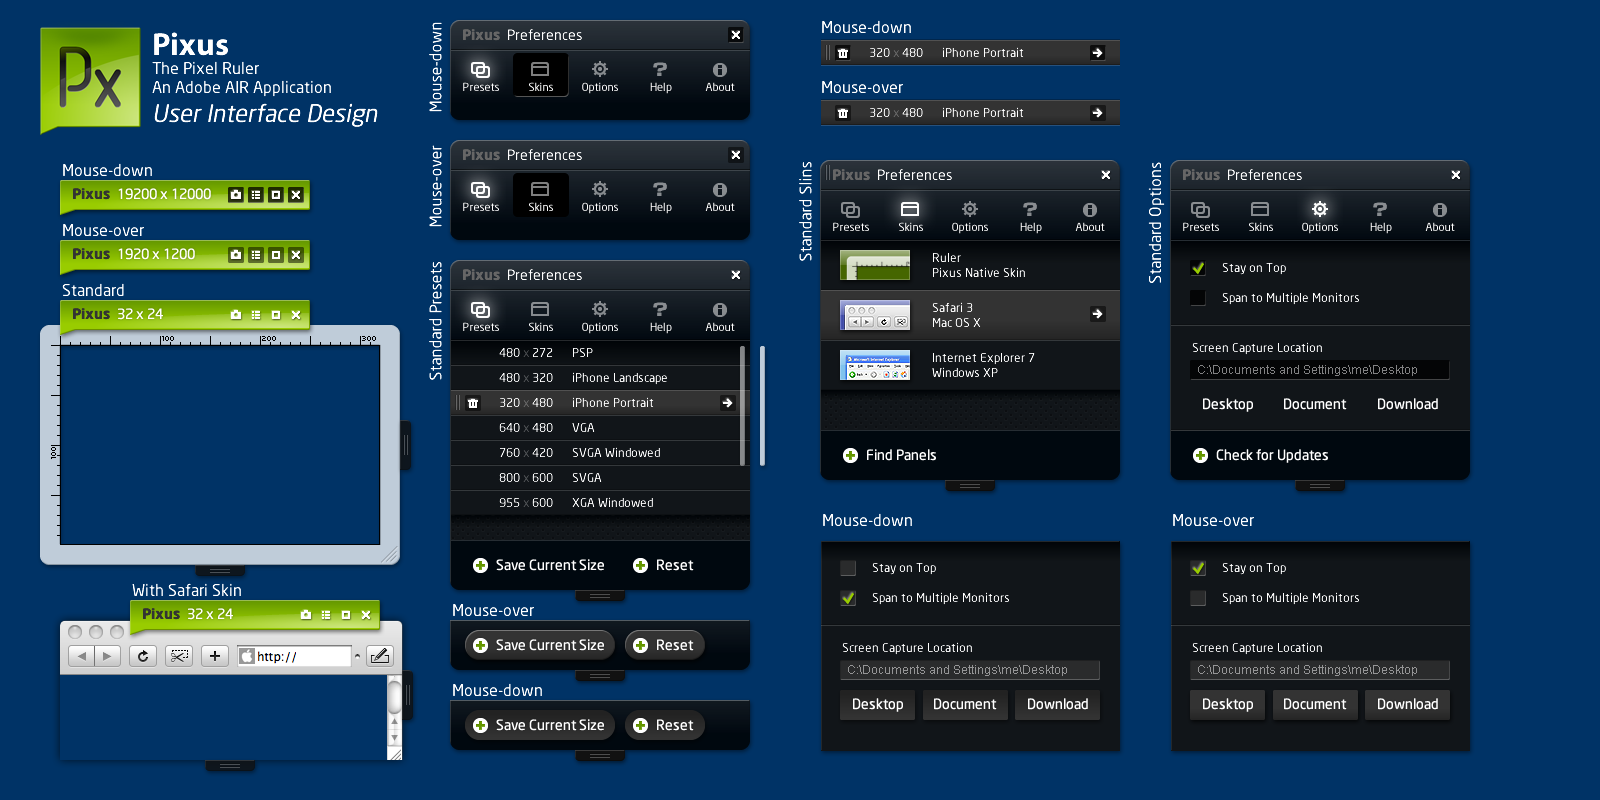 Px
Pixus
The Pixel Ruler
An Adobe AIR Application
User Interface Design
Mouse-down
Pixus 19200 x 12000
Mouse-over
Pixus 1920 x 1200
Standard
Pixus 32 x 24
100
200
300
100
With Safari Skin
Pixus 32 x 24
http://
Mouse-down
Pixus Preferences
Presets Skins Options Help About
Mouse-over
Pixus Preferences
Presets Skins Options Help About
Standard Presets
Pixus Preferences
Presets Skins Options Help About
480 x 272 PSP
480 x 320 iPhone Landscape
320 x 480 iPhone Portrait
640 x 480 VGA
760 x 420 SVGA Windowed
800 x 600 SVGA
955 x 600 XGA Windowed
Save Current Size Reset
Mouse-over
Save Current Size Reset
Mouse-down
Save Current Size Reset
Mouse-down
320 x 480 iPhone Portrait
Mouse-over
320 x 480 iPhone Portrait
Standard Slins
Pixus Preferences
Presets Skins Options Help About
Ruler
Pixus Native Skin
Safari 3
Mac OS X
Internet Explorer 7
Windows XP
Find Panels
Standard Options
Pixus Preferences
Presets Skins Options Help About
Stay on Top
Span to Multiple Monitors
Screen Capture Location
C:\Documents and Settings\me\Desktop
Desktop Document Download
Check for Updates
Mouse-down
Stay on Top
Span to Multiple Monitors
Screen Capture Location
C:\Documents and Settings\me\Desktop
Desktop Document Download
Mouse-over
Stay on Top
Span to Multiple Monitors
Screen Capture Location
C:\Documents and Settings\me\Desktop
Desktop Document Download